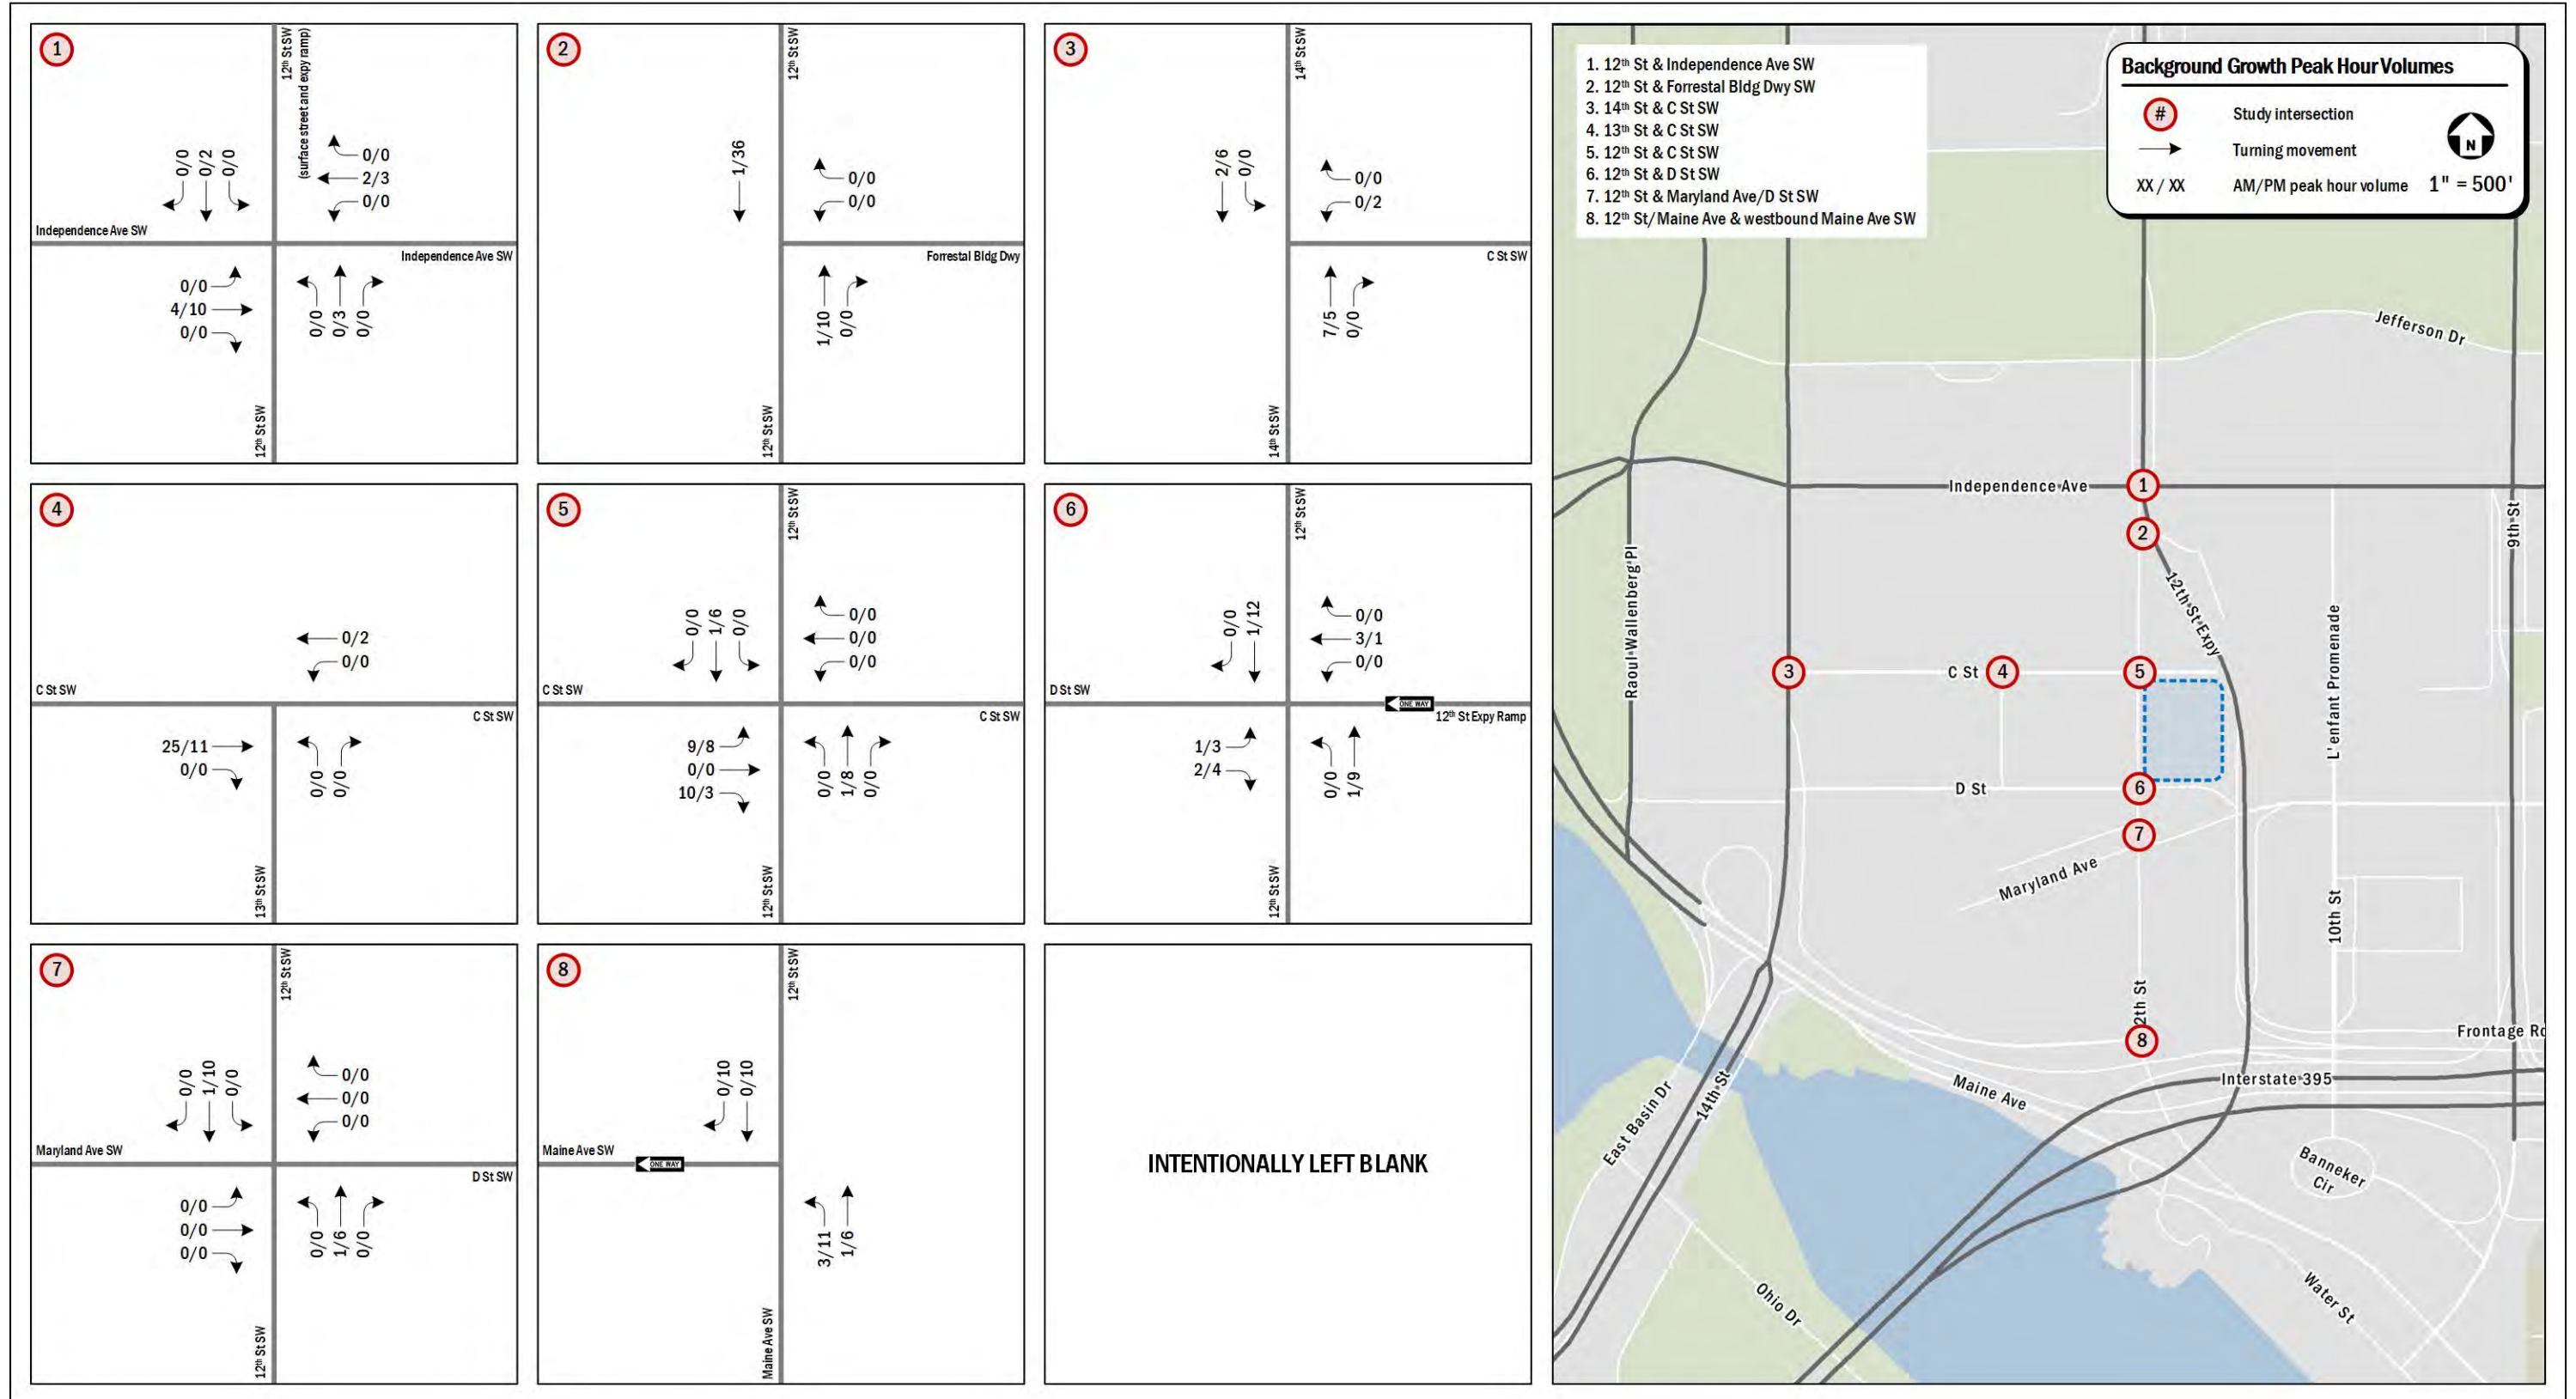 1
12th St SW
(surface street and expy ramp)
0/0
0/2
0/0
0/0
2/3
0/0
Independence Ave SW
Independence Ave SW
0/0
4/10
0/0
0/0
0/3
0/0
12th St SW
2
12th St SW
1/36
0/0
0/0
Forrestal Bldg Dwy
1/10
0/0
12th St SW
3
14th St SW
2/6
0/0
0/0
0/2
C St SW
7/5
0/0
14th St SW
4
0/2
0/0
C St SW
C St SW
25/11
0/0
0/0
0/0
13th St SW
5
12th St SW
0/0
1/6
0/0
0/0
0/0
0/0
C St SW
C St SW
9/8
0/0
10/3
0/0
1/8
0/0
12th St SW
6
12th St SW
0/0
1/12
0/0
3/1
0/0
D St SW
ONE WAY
12th St Expy Ramp
1/3
2/4
0/0
1/9
12th St SW
7
12th St SW
0/0
1/10
0/0
0/0
0/0
0/0
Maryland Ave SW
D St SW
0/0
0/0
0/0
0/0
1/6
0/0
12th St SW
8
12th St SW
0/10
0/10
Maine Ave SW
ONE WAY
3/11
1/6
Maine Ave SW
INTENTIONALLY LEFT BLANK
1. 12th St & Independence Ave SW
2. 12th St & Forrestal Bldg Dwy SW
3. 14th & C St SW
4. 13th St & C St SW
5. 12th St & C St SW
6. 12th St & D St SW
7. 12th St & Maryland Ave/D St SW
8. 12th St/Maine Ave & westbound Maine Ave SW
Background Growth Peak Hour Volumes
# Study intersection
Turning movement
N
XX / XX AM/PM peak hour volume 1" = 500'
Jefferson Dr
Independence Ave
1
2
9th St
Raoul Wallenberg Pl
12th St Expy
L'enfant Promenade
3
C St
4
5
D St
6
7
Maryland Ave
10th St
2th St
8
Frontage Rd
Interstate 395
Maine Ave
14th St
East Basin Dr
Banneker
Cir
Ohio Dr
Water St